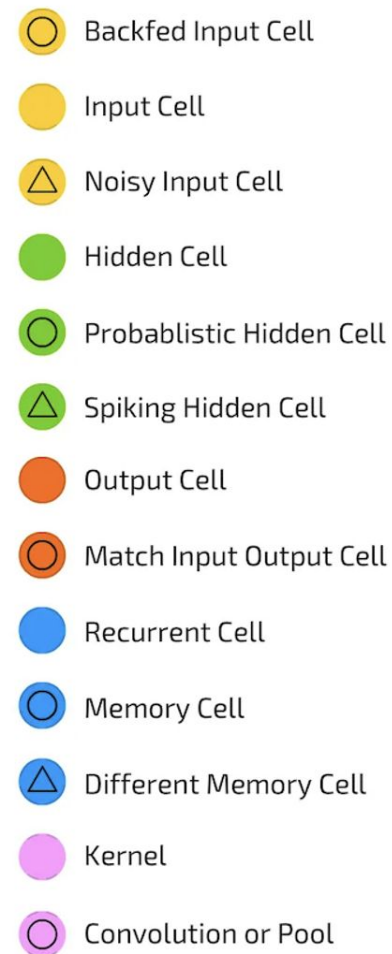 Backfed Input Cell
Input Cell
Noisy Input Cell
Hidden Cell
Probablistic Hidden Cell
Spiking Hidden Cell
Output Cell
Match Input Output Cell
Recurrent Cell
Memory Cell
Different Memory Cell
Kernel
Convolution or Pool